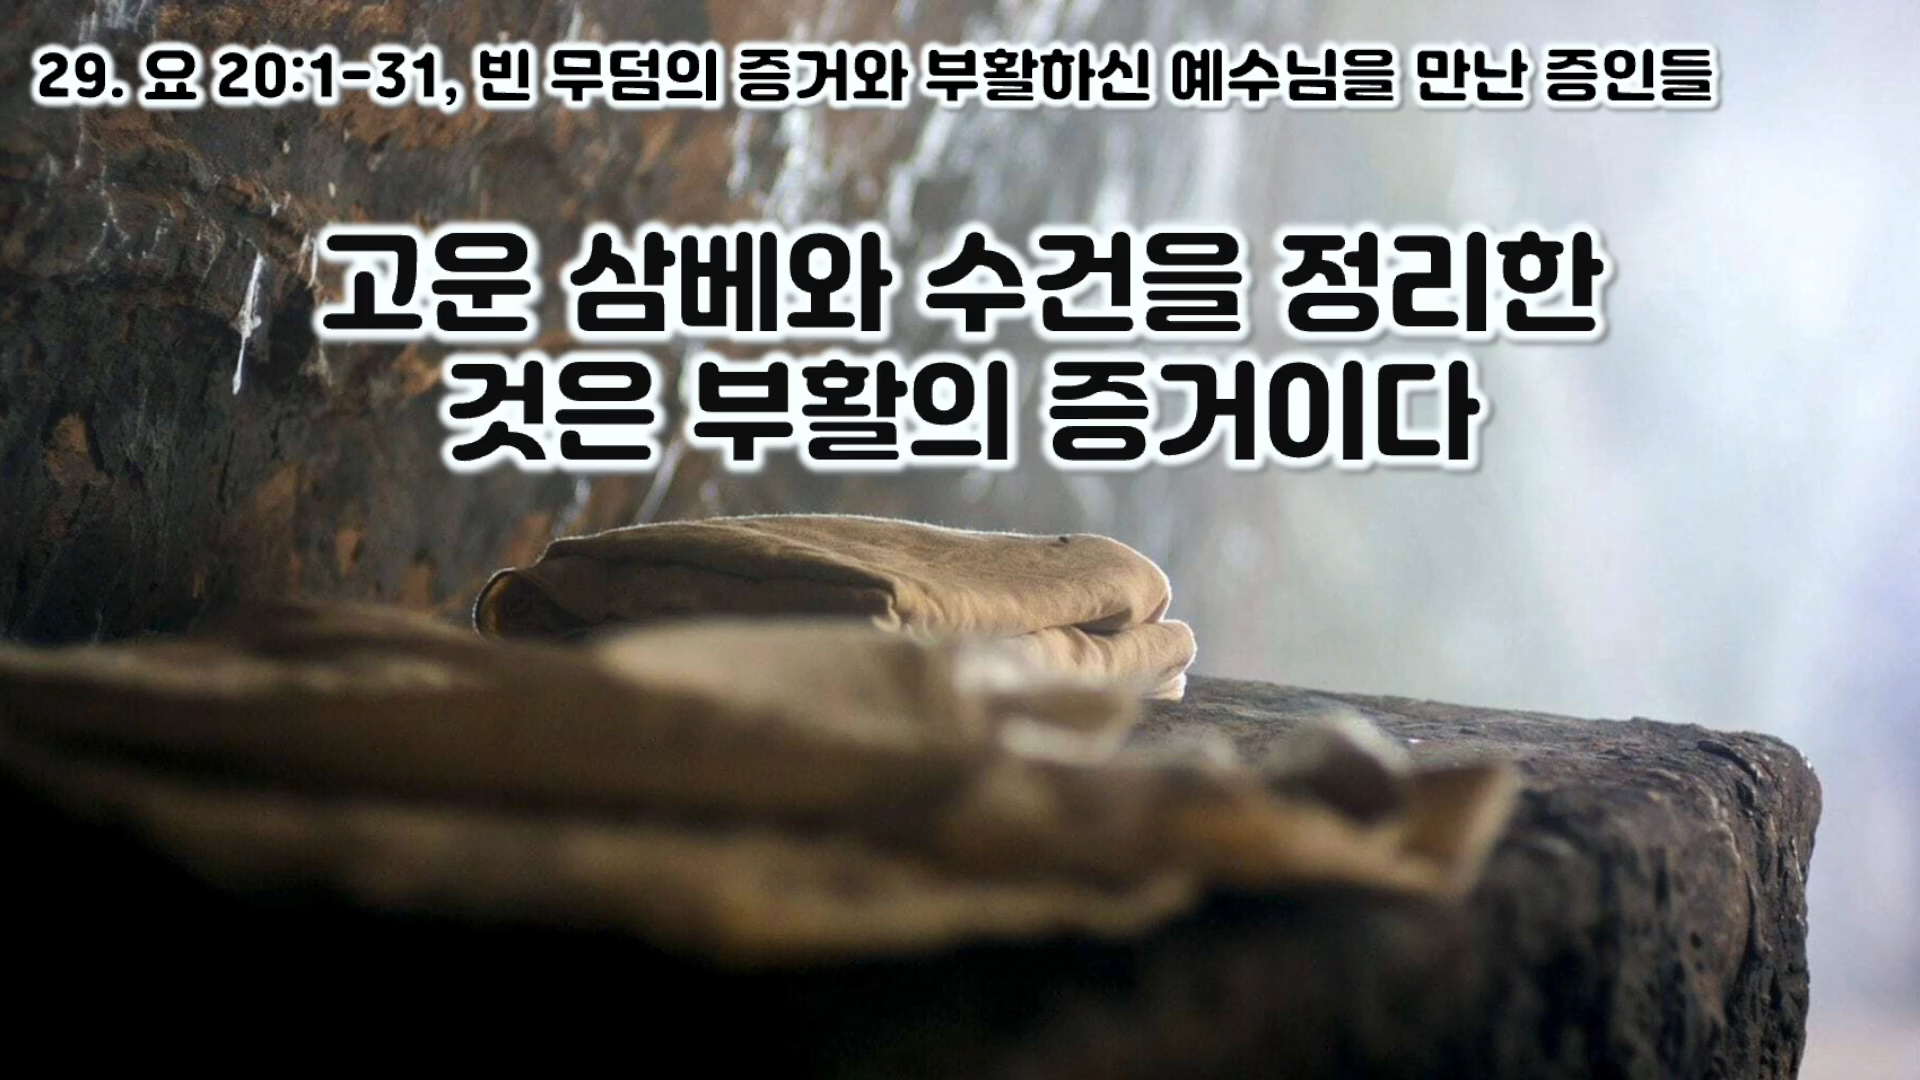 29. 요 20:1-31, 빈 무덤의 증거와 부활하신 예수님을 만난 증인들
고운 삼베와 수건을 정리한
것은 부활의 증거이다